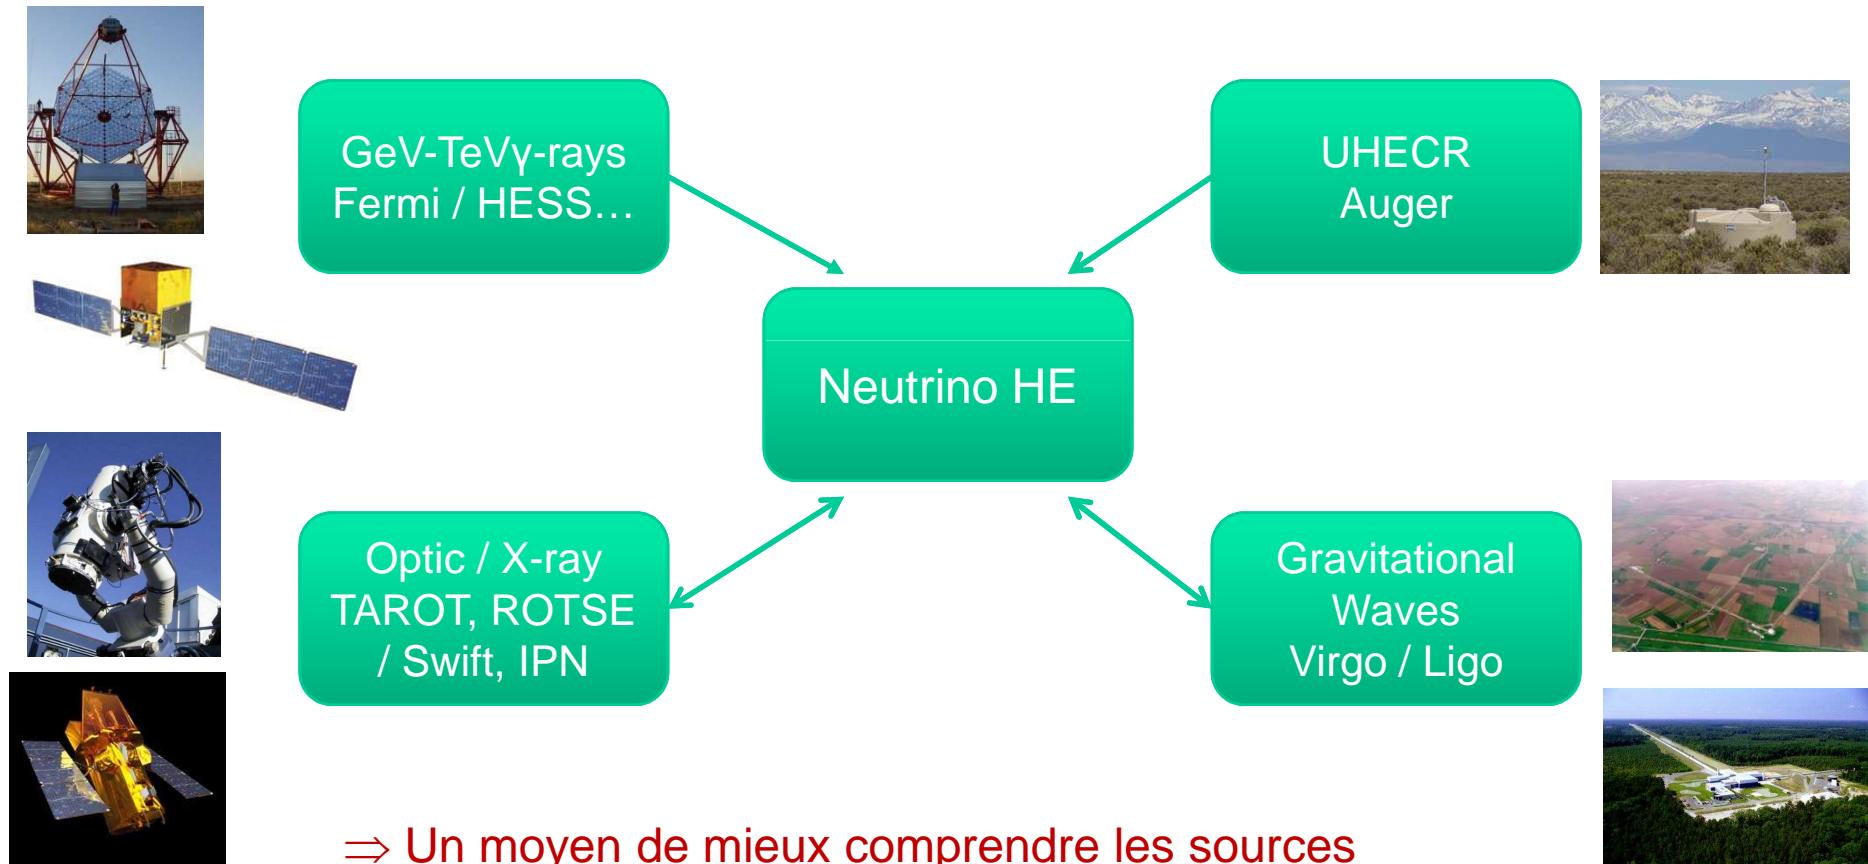 GeV-TeVγ-rays
Fermi / HESS…
UHECR
Auger
Neutrino HE
Optic / X-ray
TAROT, ROTSE
/ Swift, IPN
Gravitational
Waves
Virgo / Ligo
⇒ Un moyen de mieux comprendre les sources